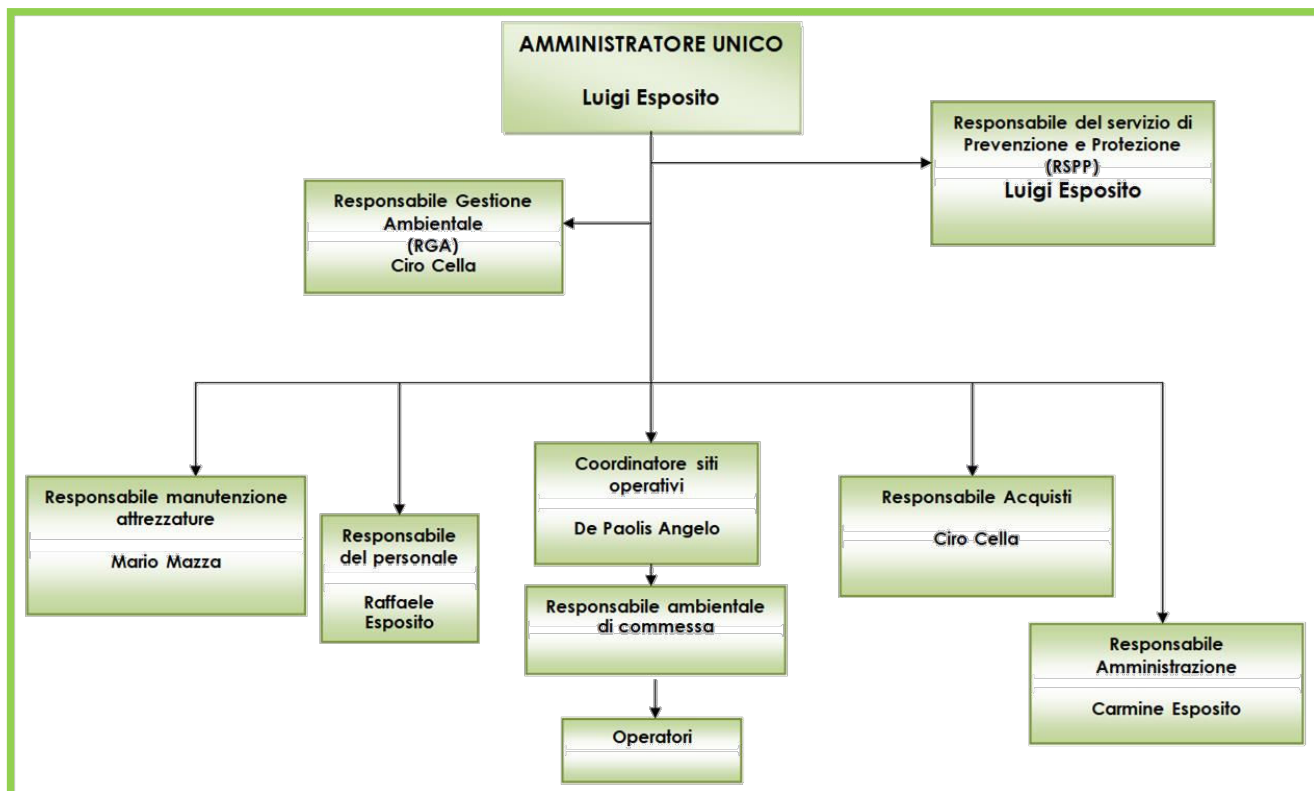 AMMINISTRATORE UNICO
Luigi Esposito
Responsabile del servizio di
Prevenzione e Protezione
(RSPP)
Luigi Esposito
Responsabile Gestione
Ambientale
(RGA)
Ciro Cella
Responsabile manutenzione
attrezzature
Mario Mazza
Responsabile
del personale
Raffaele
Esposito
Coordinatore siti
operativi
De Paolis Angelo
Responsabile ambientale
di commessa
Operatori
Responsabile Acquisti
Ciro Cella
Responsabile
Amministrazione
Carmine Esposito